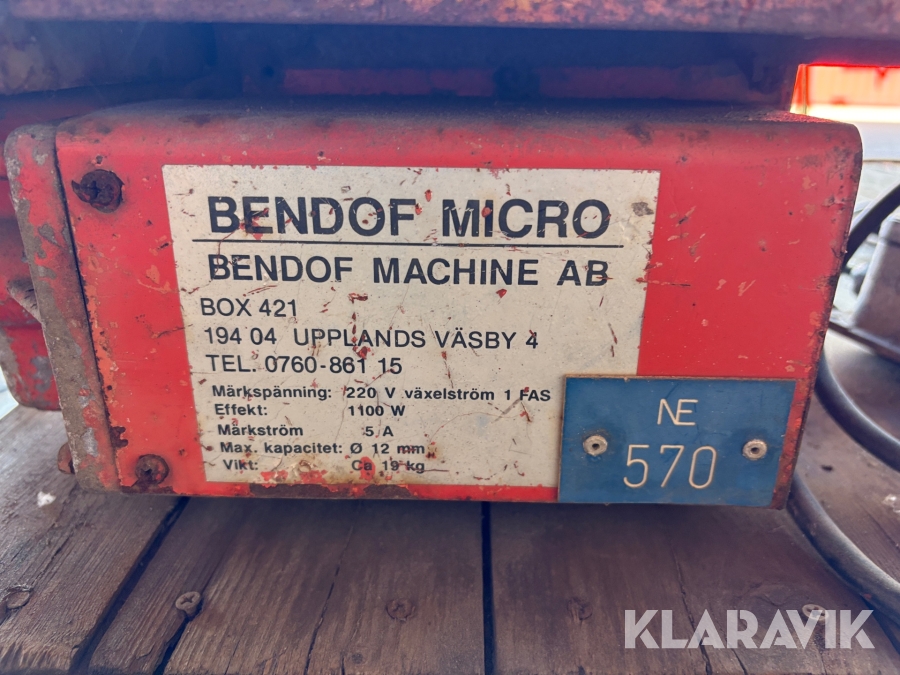 BENDOF MICRO
BENDOF MACHINE AB
BOX 421
194 04 UPPLANDS VÄSBY 4
TEL. 0760-861 15
Märkspänning: 220 V växelström 1 FAS
Effekt: 1100 W
Märkström 5 A
Max. kapacitet: Ø 12 mm
Vikt: Ca 19 kg
NE
570
KLARAVIK